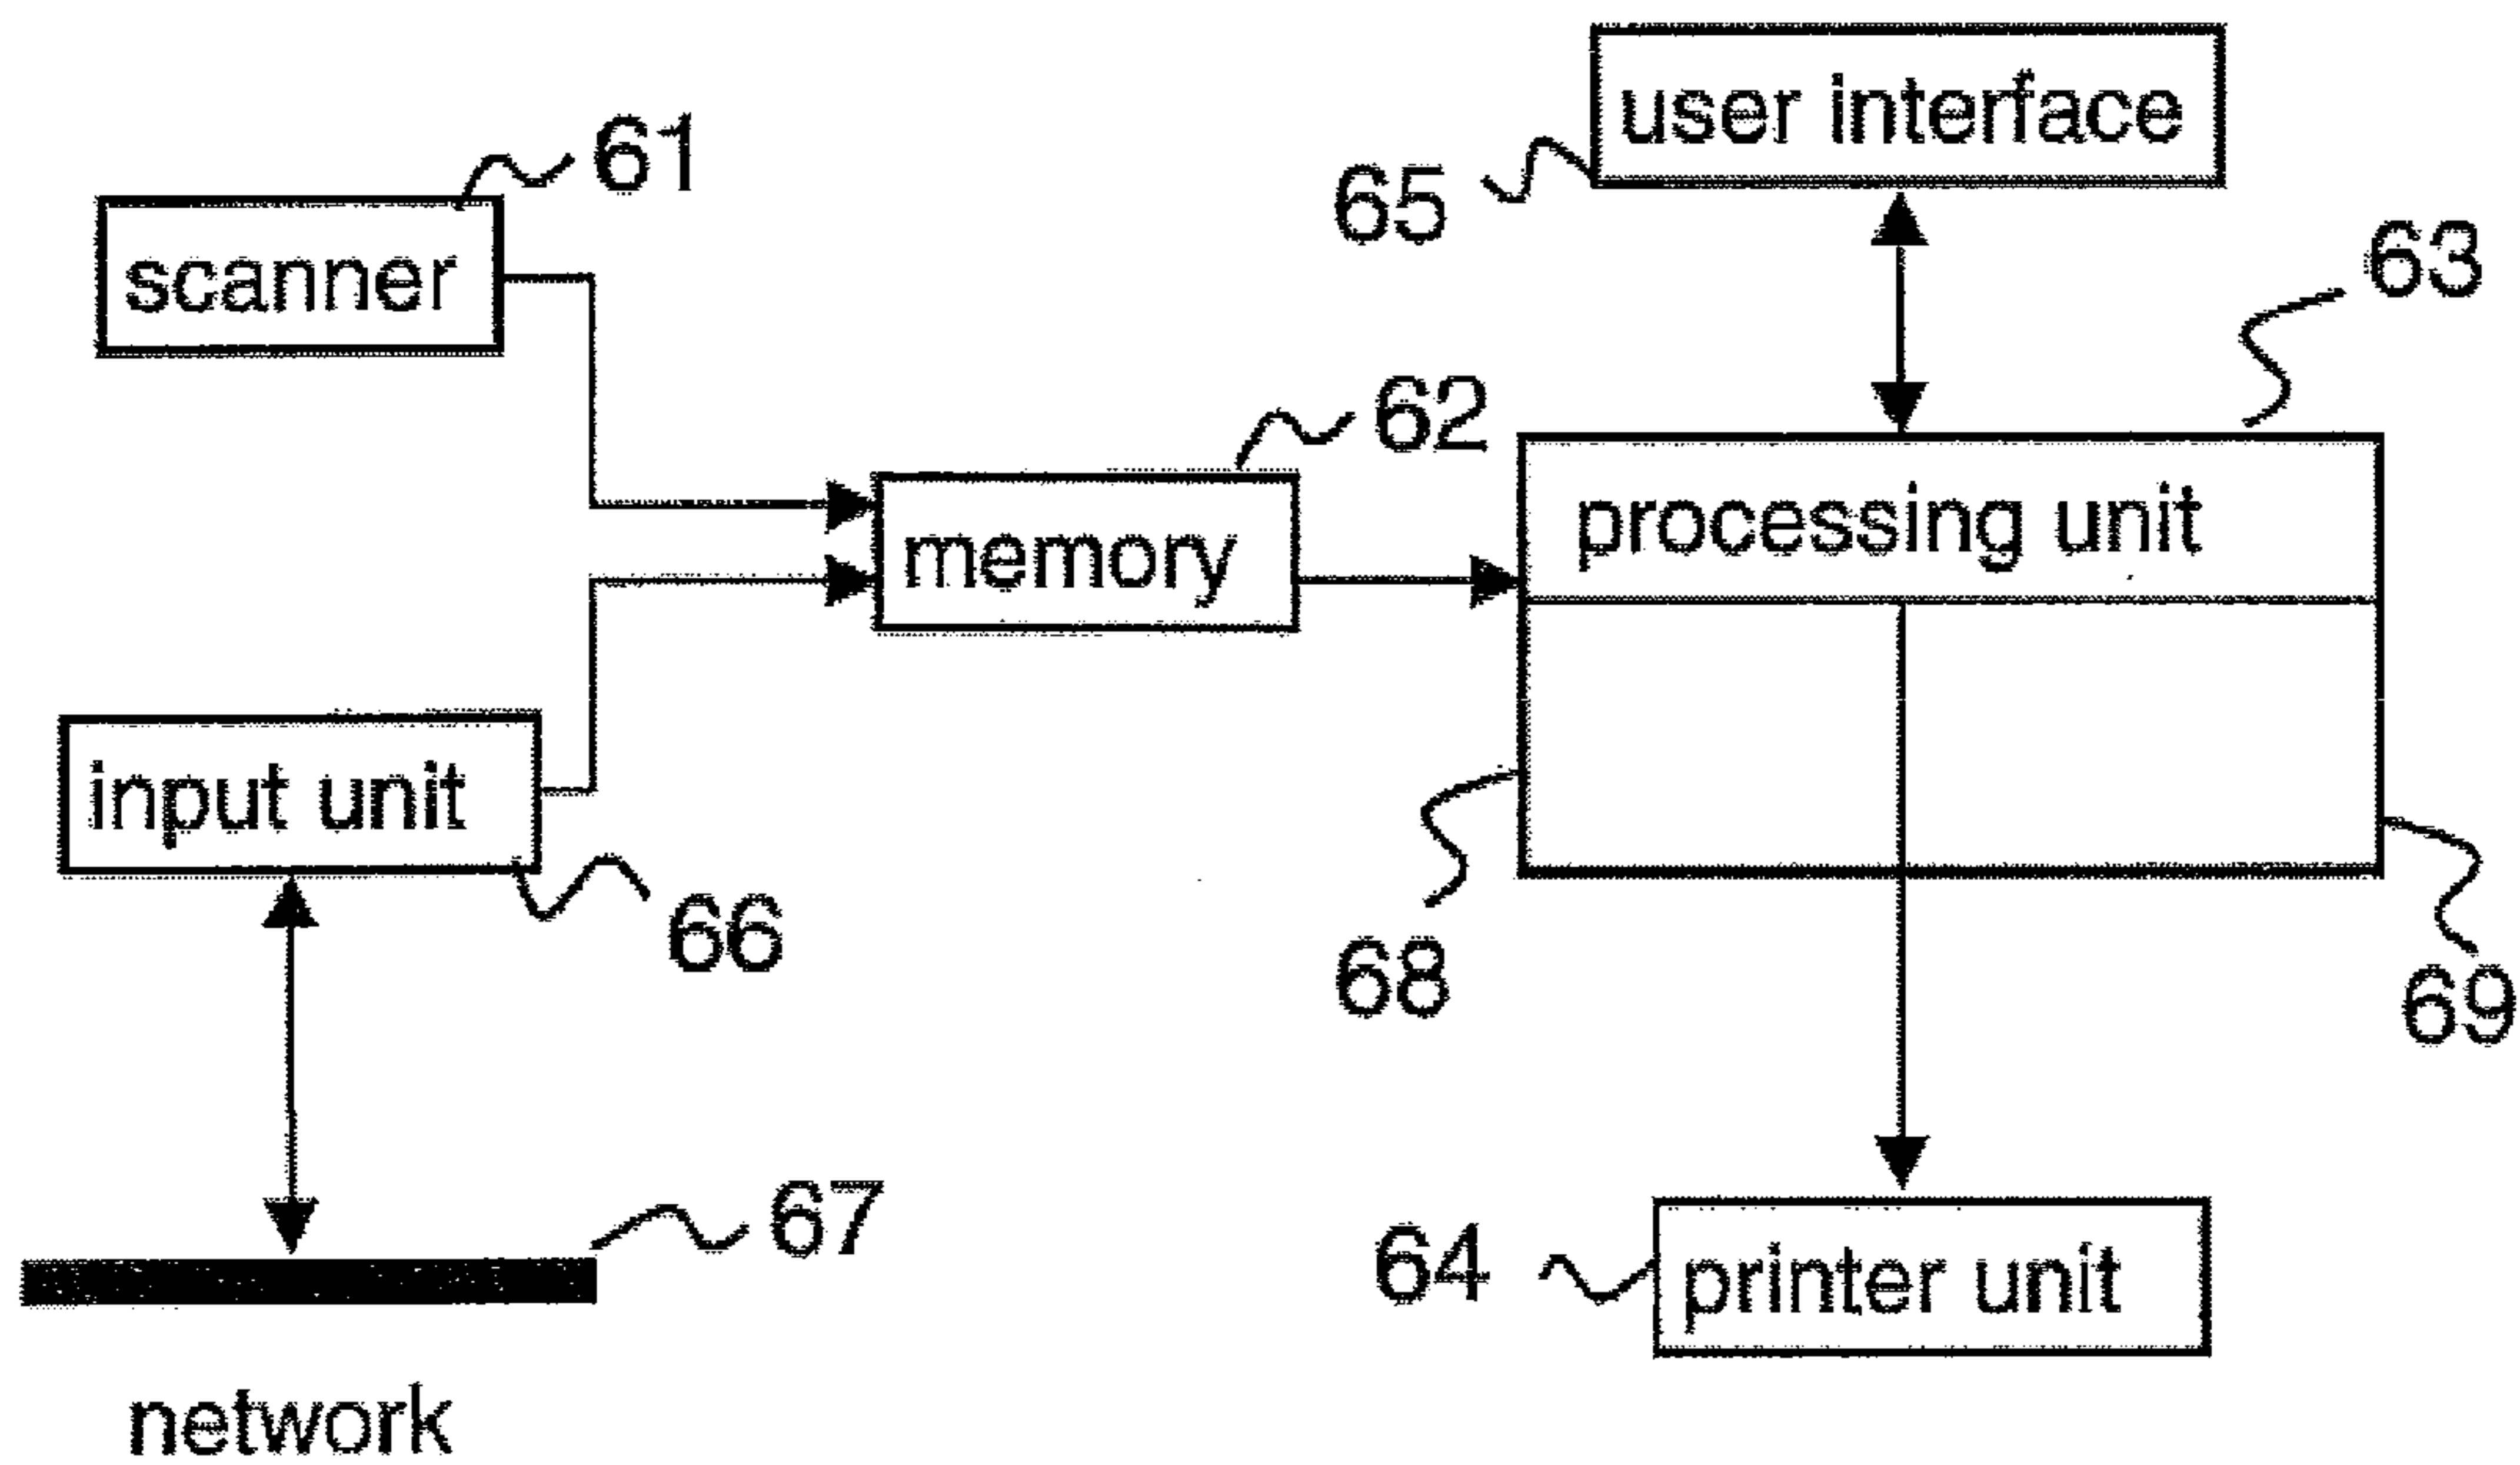 user interface
61
65
scanner
63
62
processing unit
memory
input unit
66
68
69
67
64
printer unit
network